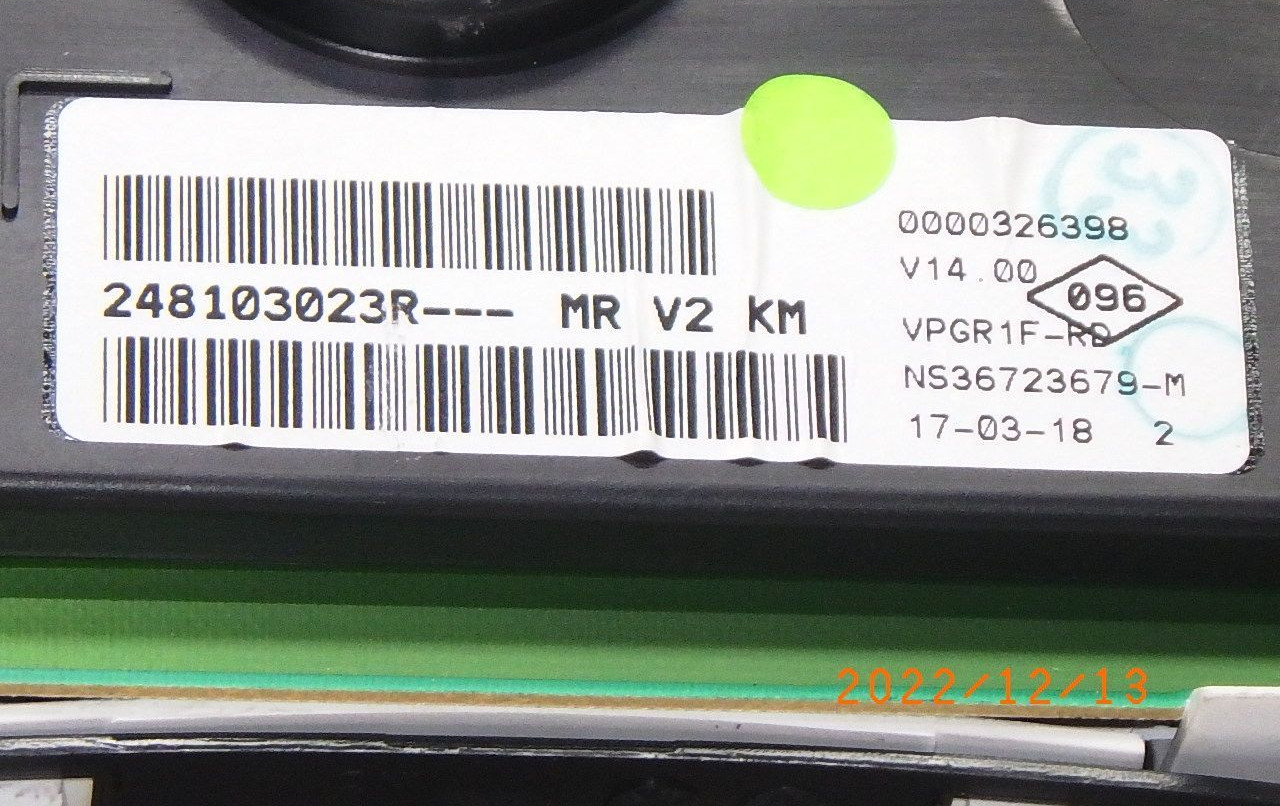 248103023R--- MR V2 KM
0000326398
V14.00
096
VPGR1F-RD
NS36723679-M
17-03-18 2
2022/12/13